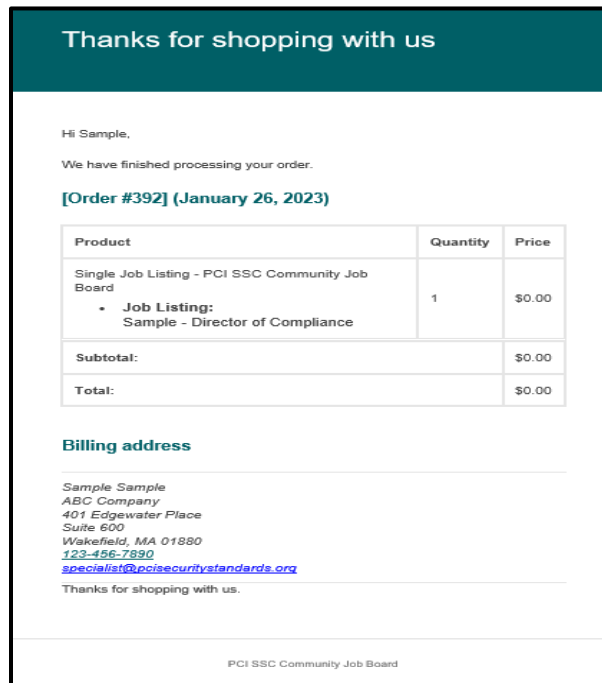 Thanks for shopping with us
Hi Sample,
We have finished processing your order.
[Order #392] (January 26, 2023)
Product Quantity Price
Single Job Listing - PCI SSC Community Job
Board
• Job Listing:
Sample - Director of Compliance
1 $0.00
Subtotal: $0.00
Total: $0.00
Billing address
Sample Sample
ABC Company
401 Edgewater Place
Suite 600
Wakefield, MA 01880
123-456-7890
specialist@pcisecuritystandards.org
Thanks for shopping with us.
PCI SSC Community Job Board